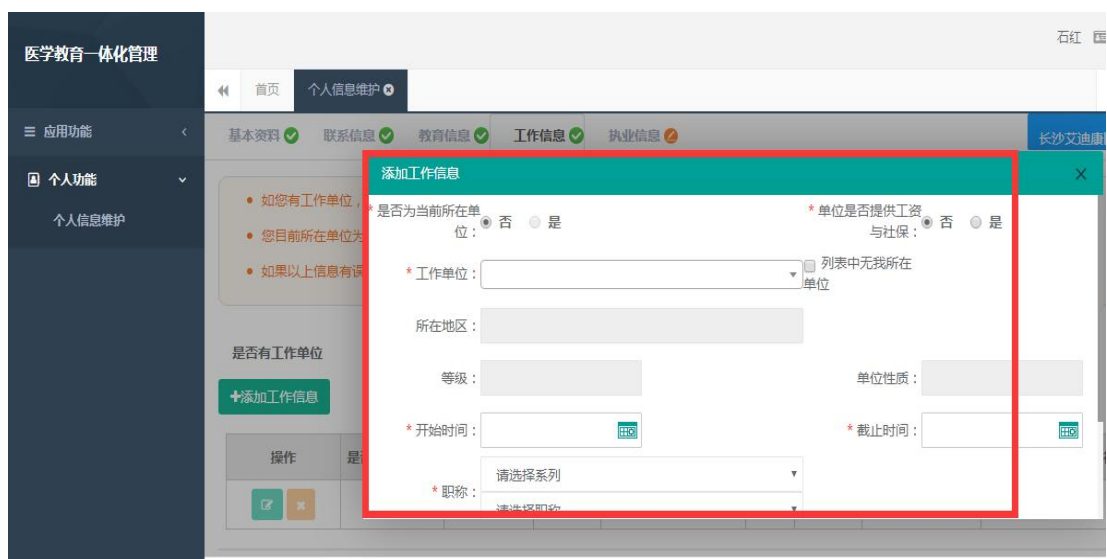 医学教育一体化管理
石红
首页 个人信息维护
应用功能
基本资料 联系信息 教育信息 工作信息 执业信息
长沙艾迪康
个人功能
个人信息维护
添加工作信息
如您有工作单位，
您目前所在单位为
如果以上信息有误
* 是否为当前所在单位： 否 是
* 单位是否提供工资与社保： 否 是
* 工作单位：
列表中无我所在单位
所在地区：
是否有工作单位
等级： 单位性质：
+添加工作信息
* 开始时间： * 截止时间：
操作 是
请选择系列
* 职称：
请选择职称